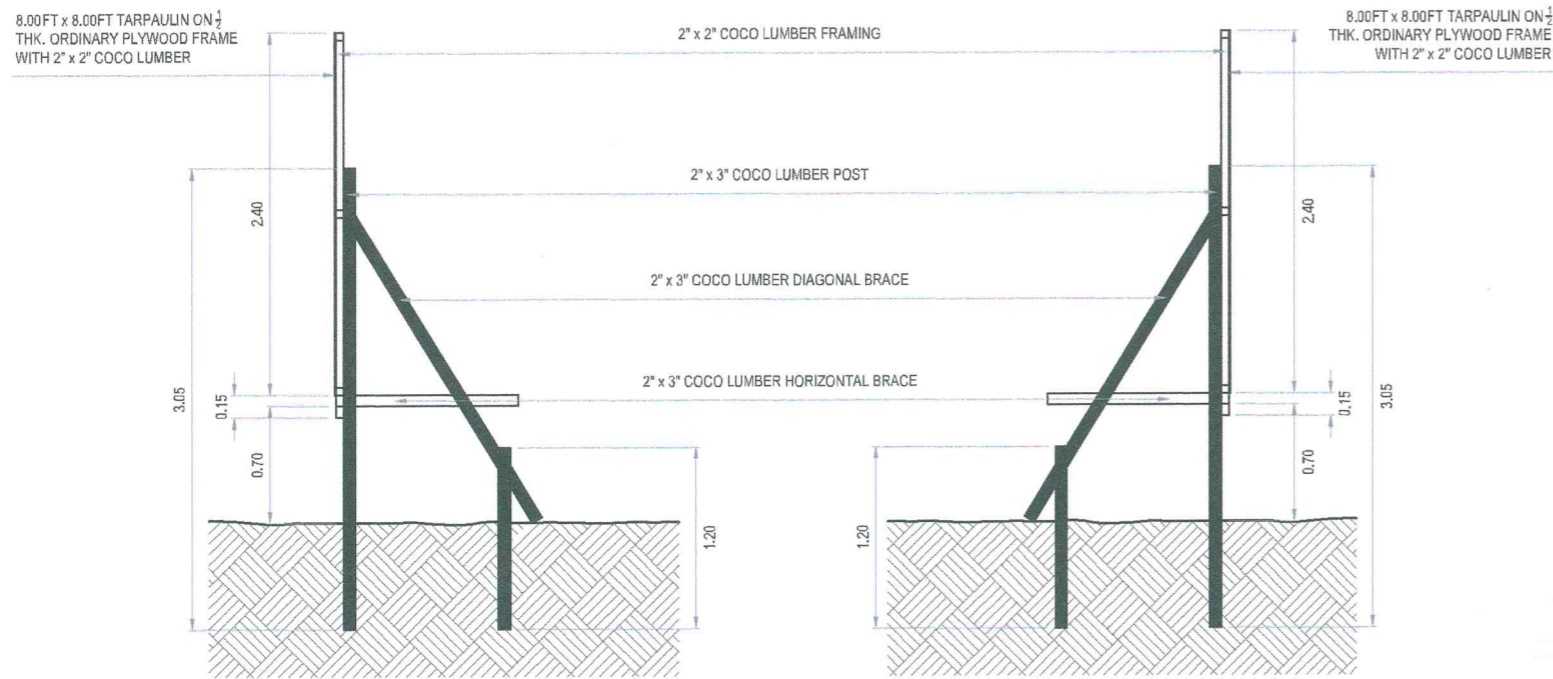 8.00FT x 8.00FT TARPAULIN ON 1/2
THK. ORDINARY PLYWOOD FRAME
WITH 2" x 2" COCO LUMBER
2" x 2" COCO LUMBER FRAMING
8.00FT x 8.00FT TARPAULIN ON 1/2
THK. ORDINARY PLYWOOD FRAME
WITH 2" x 2" COCO LUMBER
2" x 3" COCO LUMBER POST
2.40
2.40
2" x 3" COCO LUMBER DIAGONAL BRACE
2" x 3" COCO LUMBER HORIZONTAL BRACE
3.05
0.15
0.15
3.05
0.70
0.70
1.20
1.20